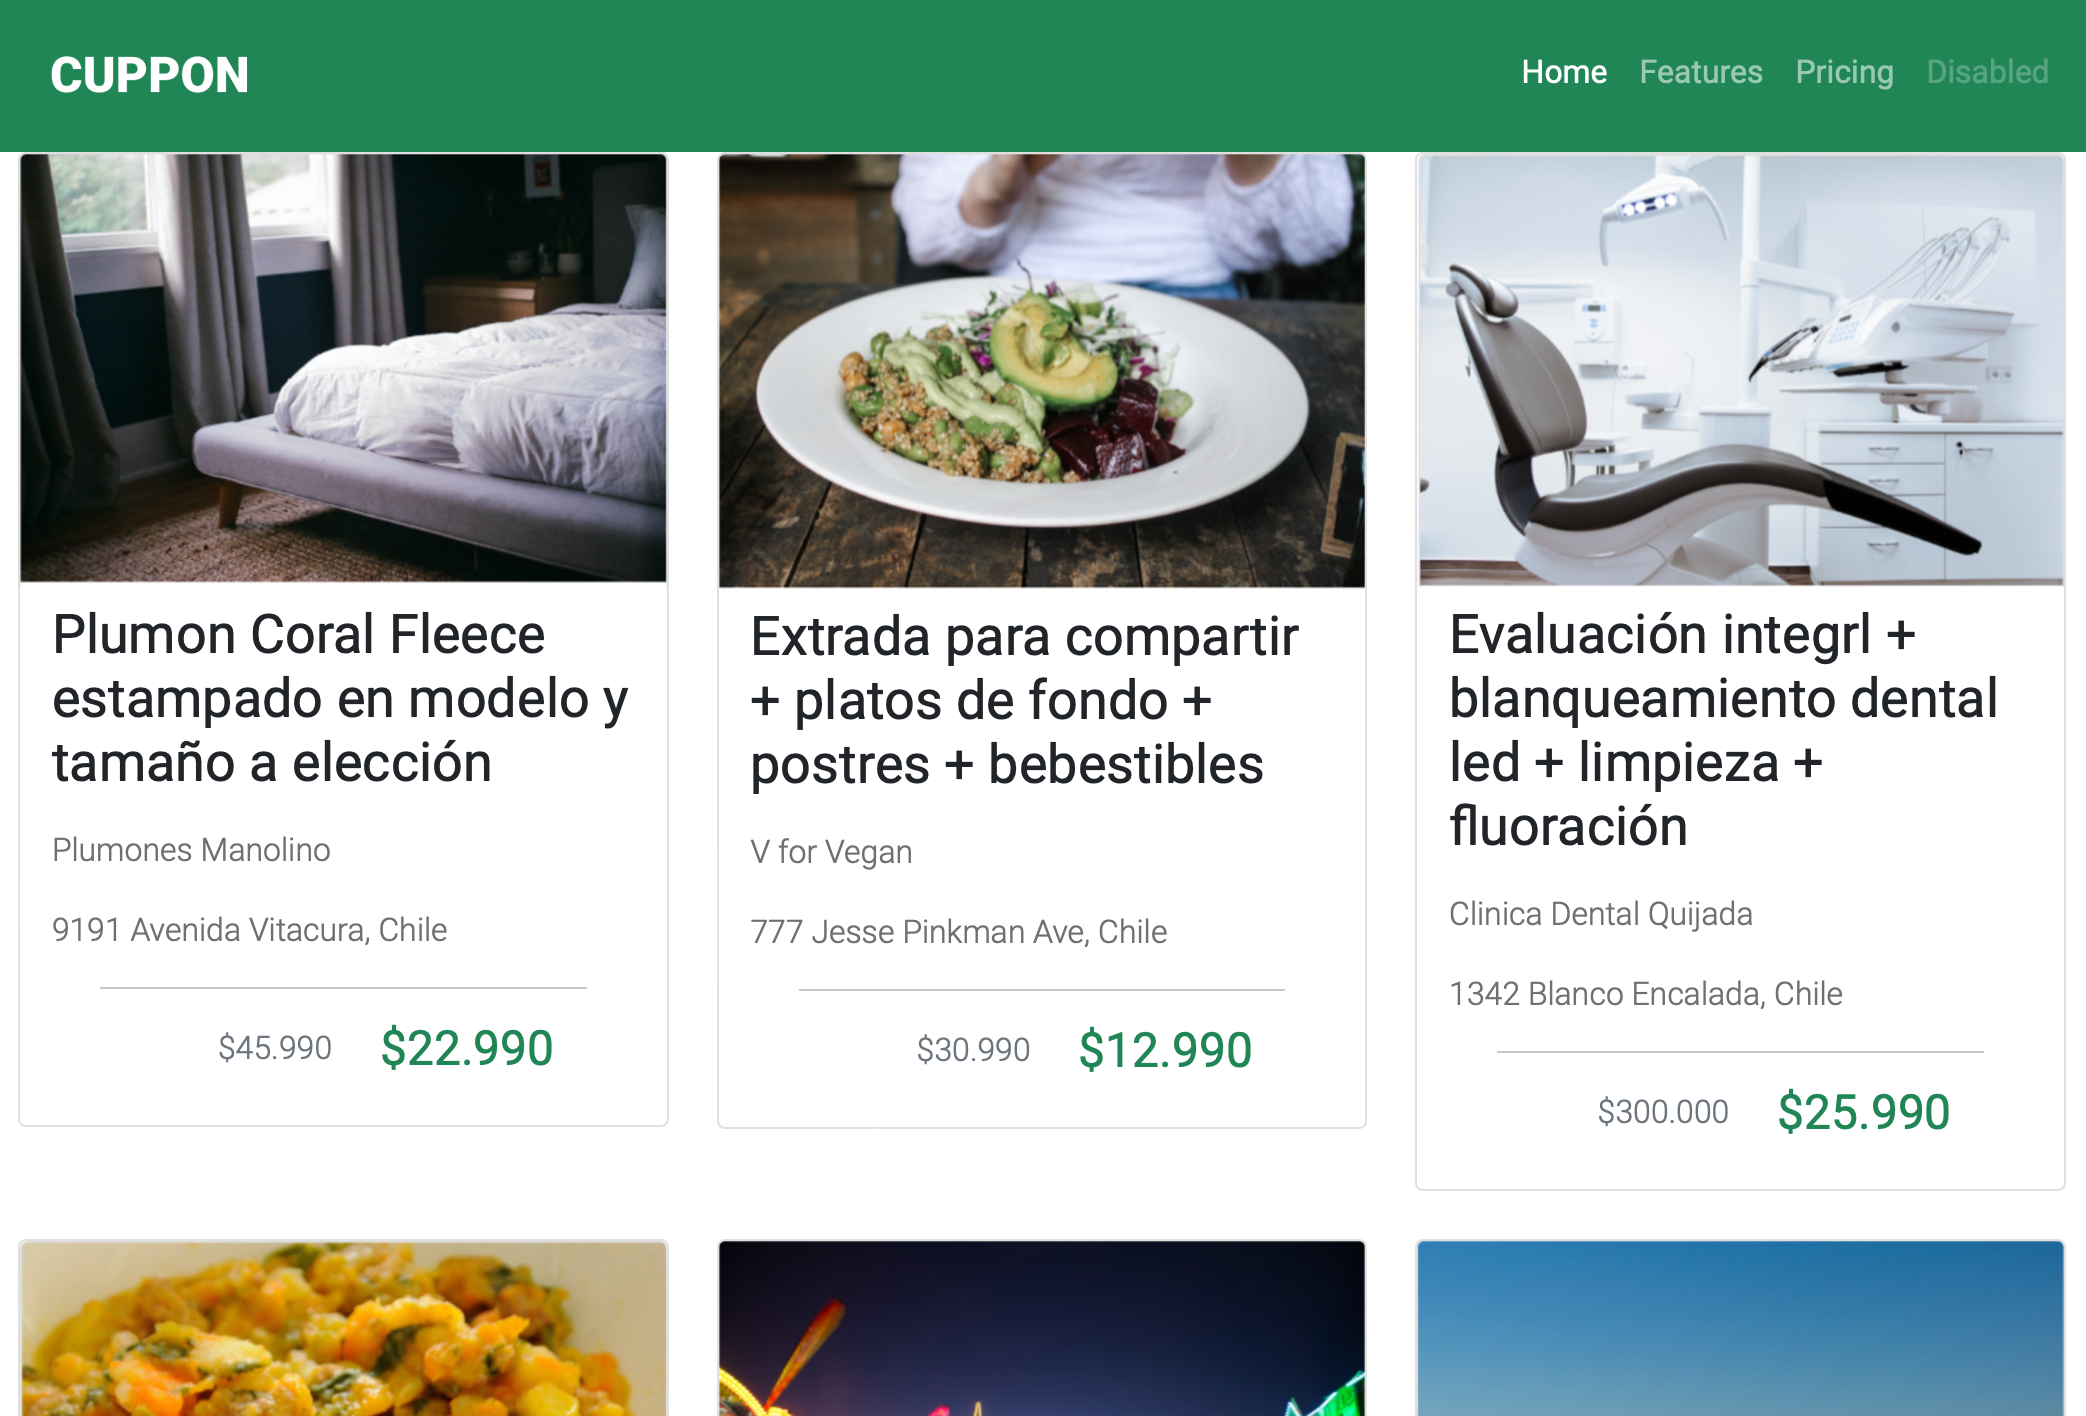 CUPPON
Home Features Pricing Disabled
Plumon Coral Fleece
estampado en modelo y
tamaño a elección
Plumones Manolino
9191 Avenida Vitacura, Chile
$45.990 $22.990
Extrada para compartir
+ platos de fondo +
postres + bebestibles
V for Vegan
777 Jesse Pinkman Ave, Chile
$30.990 $12.990
Evaluación integrl +
blanqueamiento dental
led + limpieza +
fluoración
Clinica Dental Quijada
1342 Blanco Encalada, Chile
$300.000 $25.990